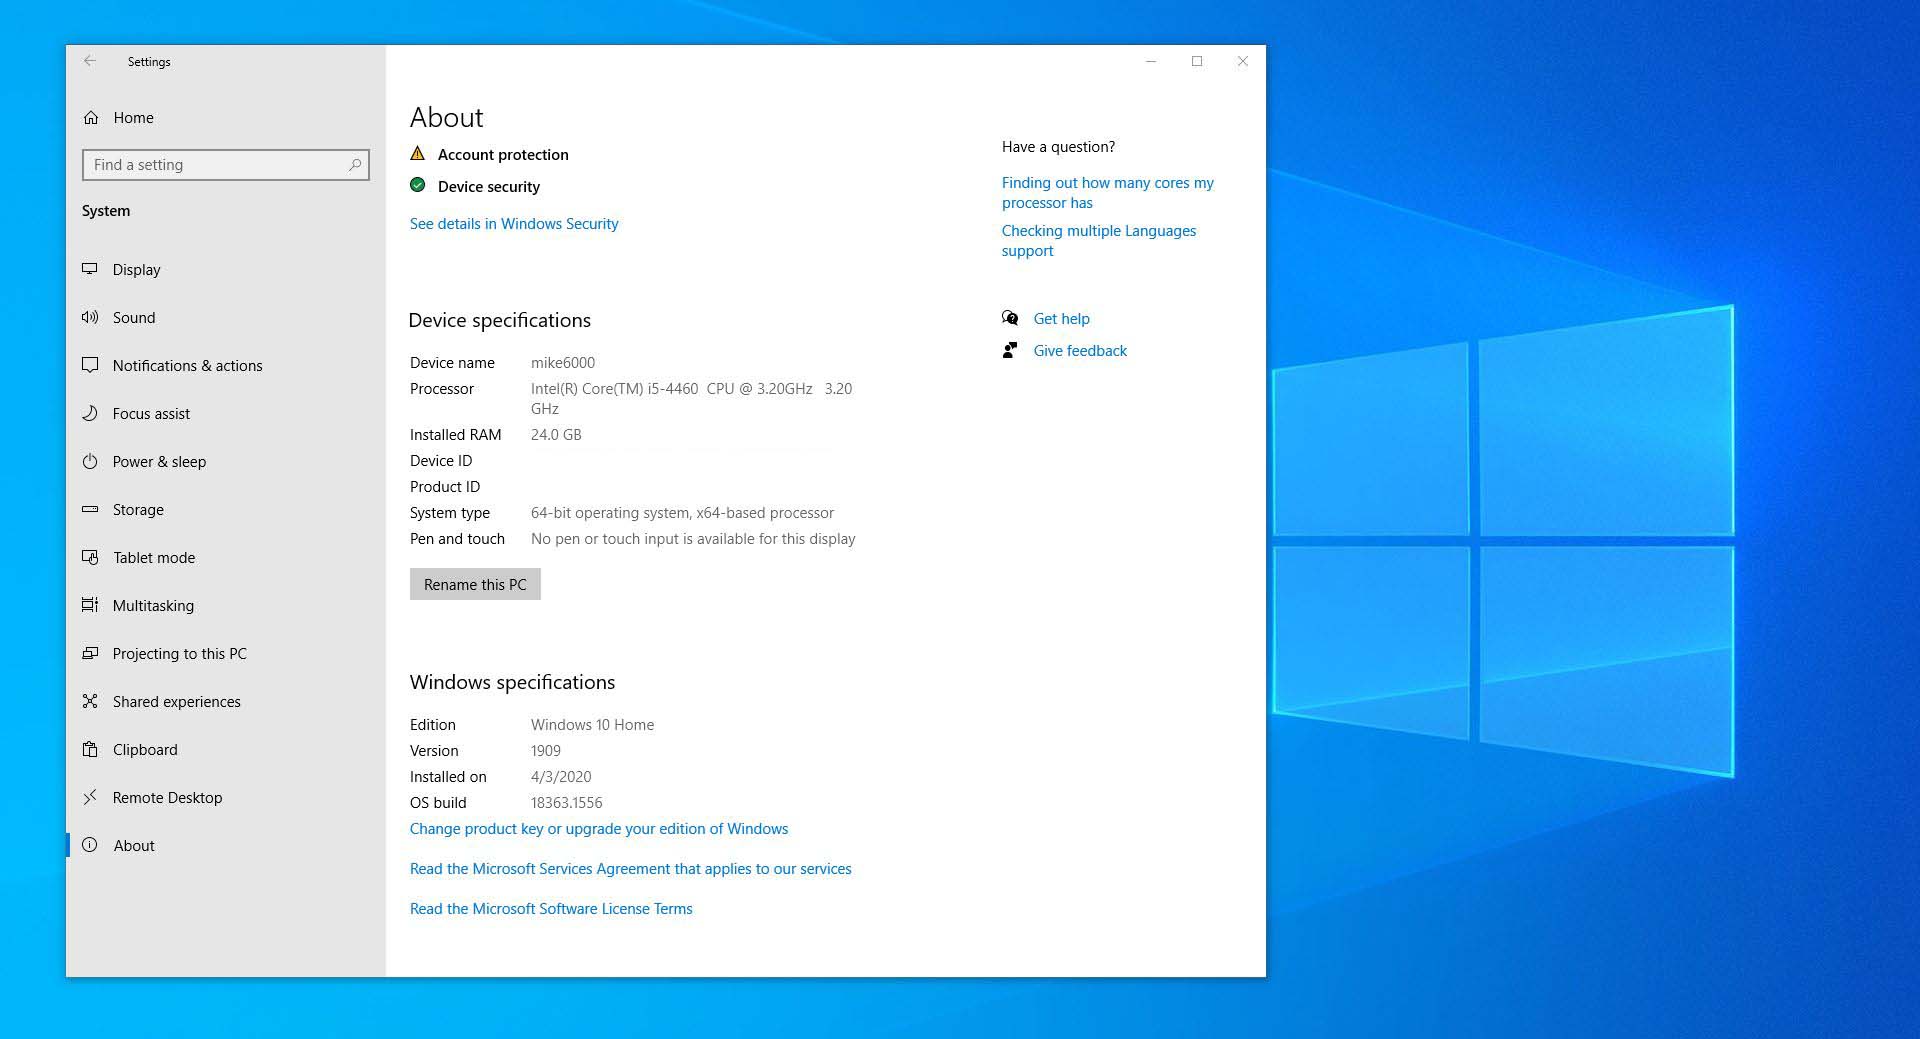 Settings
Home
Find a setting
System
Display
Sound
Notifications & actions
Focus assist
Power & sleep
Storage
Tablet mode
Multitasking
Projecting to this PC
Shared experiences
Clipboard
Remote Desktop
About
About
Account protection
Device security
See details in Windows Security
Device specifications
Device name mike6000
Processor Intel(R) Core(TM) i5-4460 CPU @ 3.20GHz 3.20
GHz
Installed RAM 24.0 GB
Device ID
Product ID
System type 64-bit operating system, x64-based processor
Pen and touch No pen or touch input is available for this display
Rename this PC
Windows specifications
Edition Windows 10 Home
Version 1909
Installed on 4/3/2020
OS build 18363.1556
Change product key or upgrade your edition of Windows
Read the Microsoft Services Agreement that applies to our services
Read the Microsoft Software License Terms
Have a question?
Finding out how many cores my
processor has
Checking multiple Languages
support
Get help
Give feedback